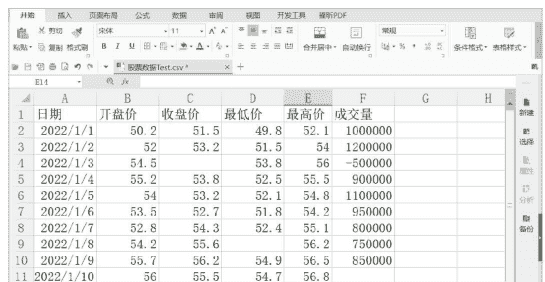 开始 插入 页面布局 公式 数据 审阅 视图 开发工具 福昕PDF
剪切 宋体 11 常规
粘贴 复制 格式刷 B I U A 合并居中 自动换行 % 条件格式 表格样式
股票数据Test.csv * × +
E14 fx
A B C D E F G H
1 日期 开盘价 收盘价 最低价 最高价 成交量
2 2022/1/1 50.2 51.5 49.8 52.1 1000000
3 2022/1/2 52 53.2 51.5 54 1200000
4 2022/1/3 54.5 53.8 56 -500000
5 2022/1/4 55.2 53.8 52.5 55.5 900000
6 2022/1/5 54 53.2 52.1 54.8 1100000
7 2022/1/6 53.5 52.7 51.8 54.2 950000
8 2022/1/7 52.8 54.3 52.4 55.1 800000
9 2022/1/8 54.2 55.6 56.2 750000
10 2022/1/9 55.7 56.2 54.9 56.5 850000
11 2022/1/10 56 55.5 54.7 56.8
新建
选择
属性
分析
备份